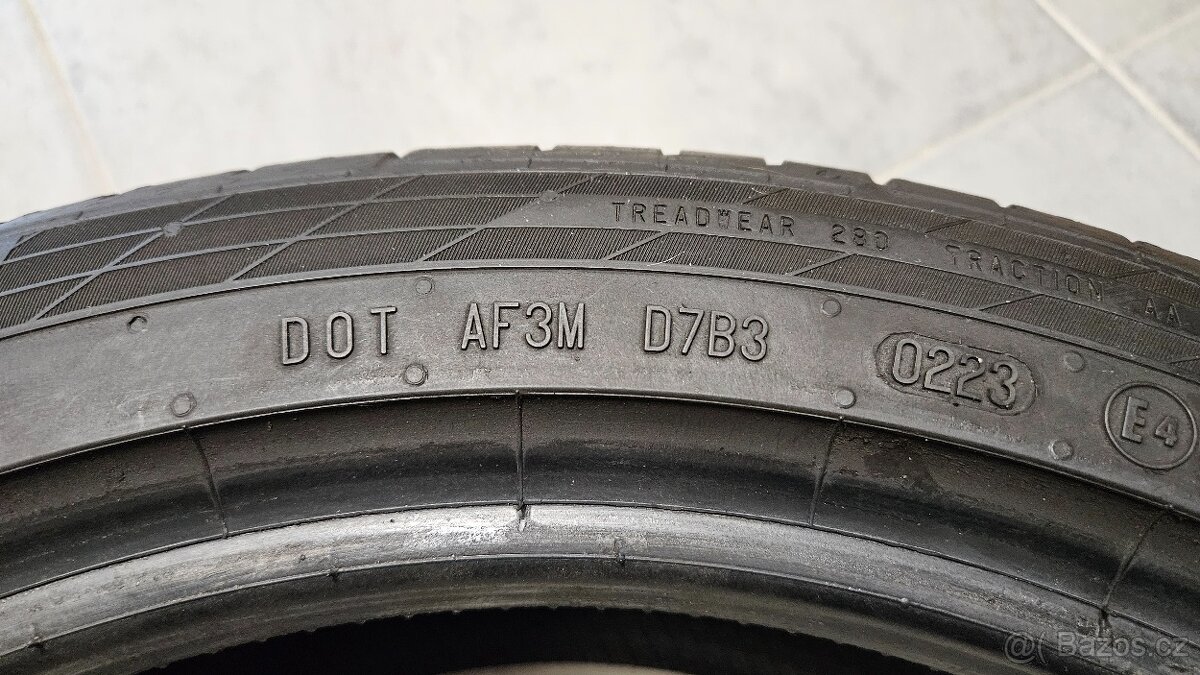 TREADWEAR 280 TRACTION AA
DOT AF3M D7B3 0223
E4
@( Bazos.cz